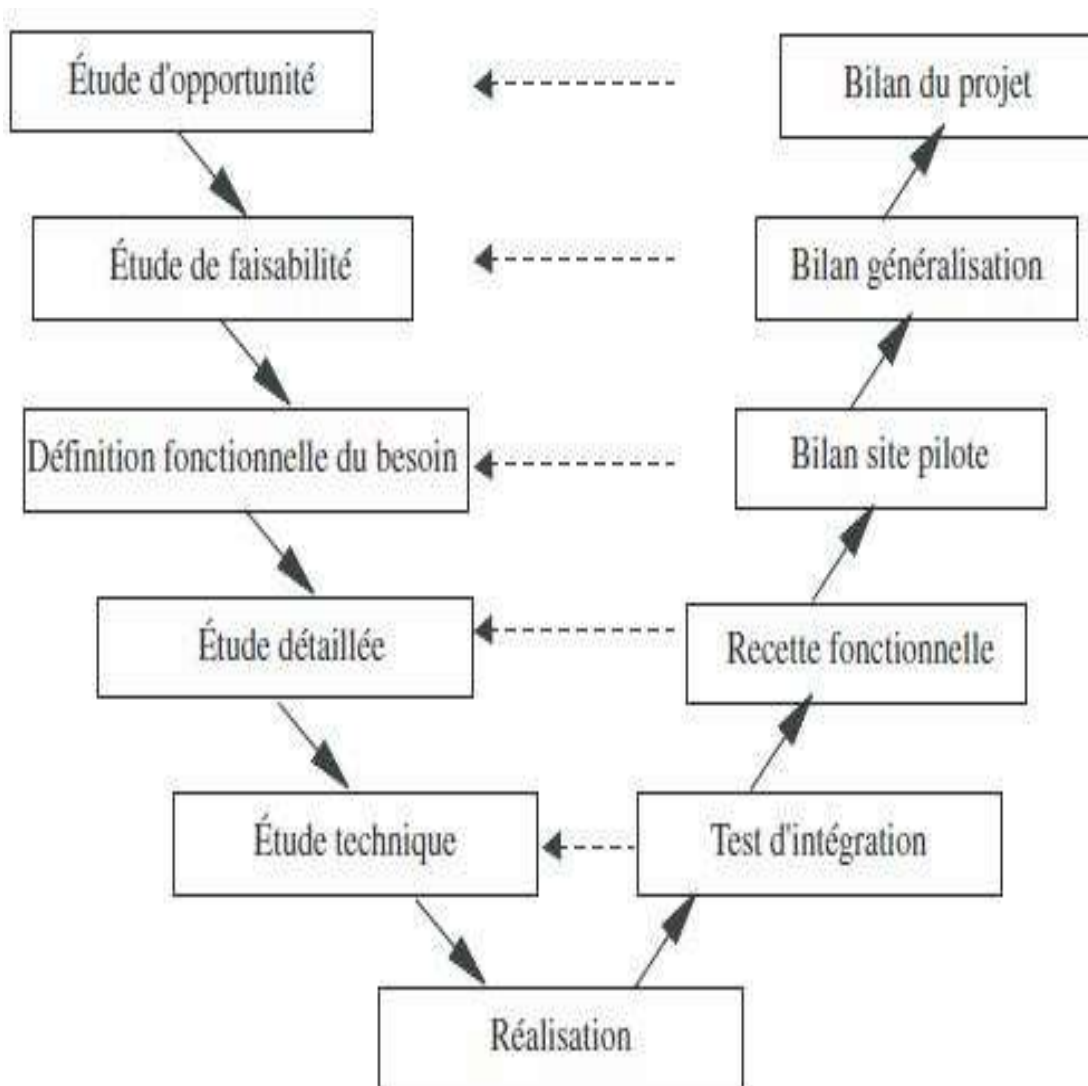 Étude d'opportunité
Bilan du projet
Étude de faisabilité
Bilan généralisation
Définition fonctionnelle du besoin
Bilan site pilote
Étude détaillée
Recette fonctionnelle
Étude technique
Test d'intégration
Réalisation